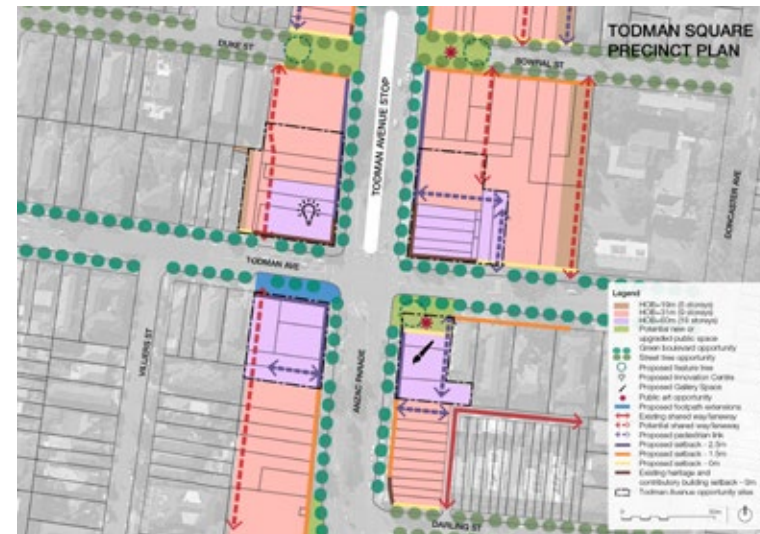 TODMAN SQUARE
PRECINCT PLAN
DUKE ST
BORRAL ST
TODMAN AVENUE STOP
DONCASTER AVE
TODMAN AVE
VILLIERS ST
ANZAC PARADE
DARLING ST
Legend
HOB=19m (5 storeys)
HOB=31m (9 storeys)
HOB=60m (18 storeys)
Potential new or
upgraded public space
Green boulevard opportunity
Street tree opportunity
Proposed feature tree
Proposed Innovation Centre
Proposed Gallery Space
Public art opportunity
Proposed footpath extensions
Existing shared way/laneway
Potential shared way/laneway
Proposed pedestrian link
Proposed setback - 2.5m
Proposed setback - 1.5m
Proposed setback - 0m
Existing heritage and
contributory building setback - 0m
Todman Avenue opportunity sites